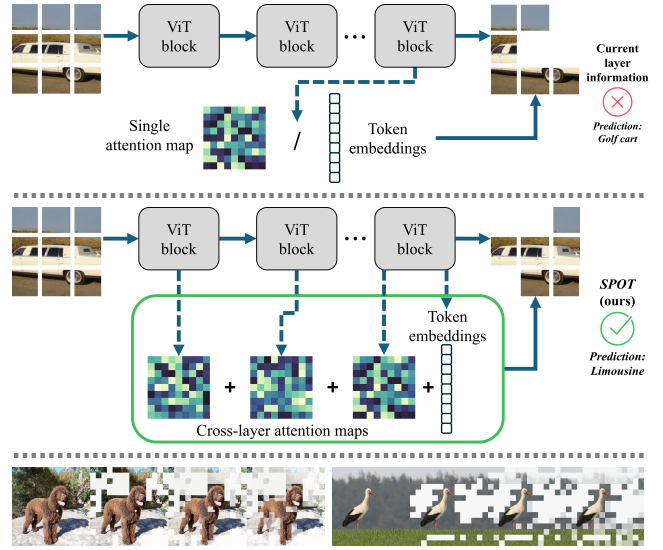 ViT
block
ViT
block
...
ViT
block
Current
layer
information
Prediction:
Golf cart
Single
attention map
/
Token
embeddings
ViT
block
ViT
block
...
ViT
block
SPOT
(ours)
Prediction:
Limousine
Token
embeddings
+
+
+
Cross-layer attention maps